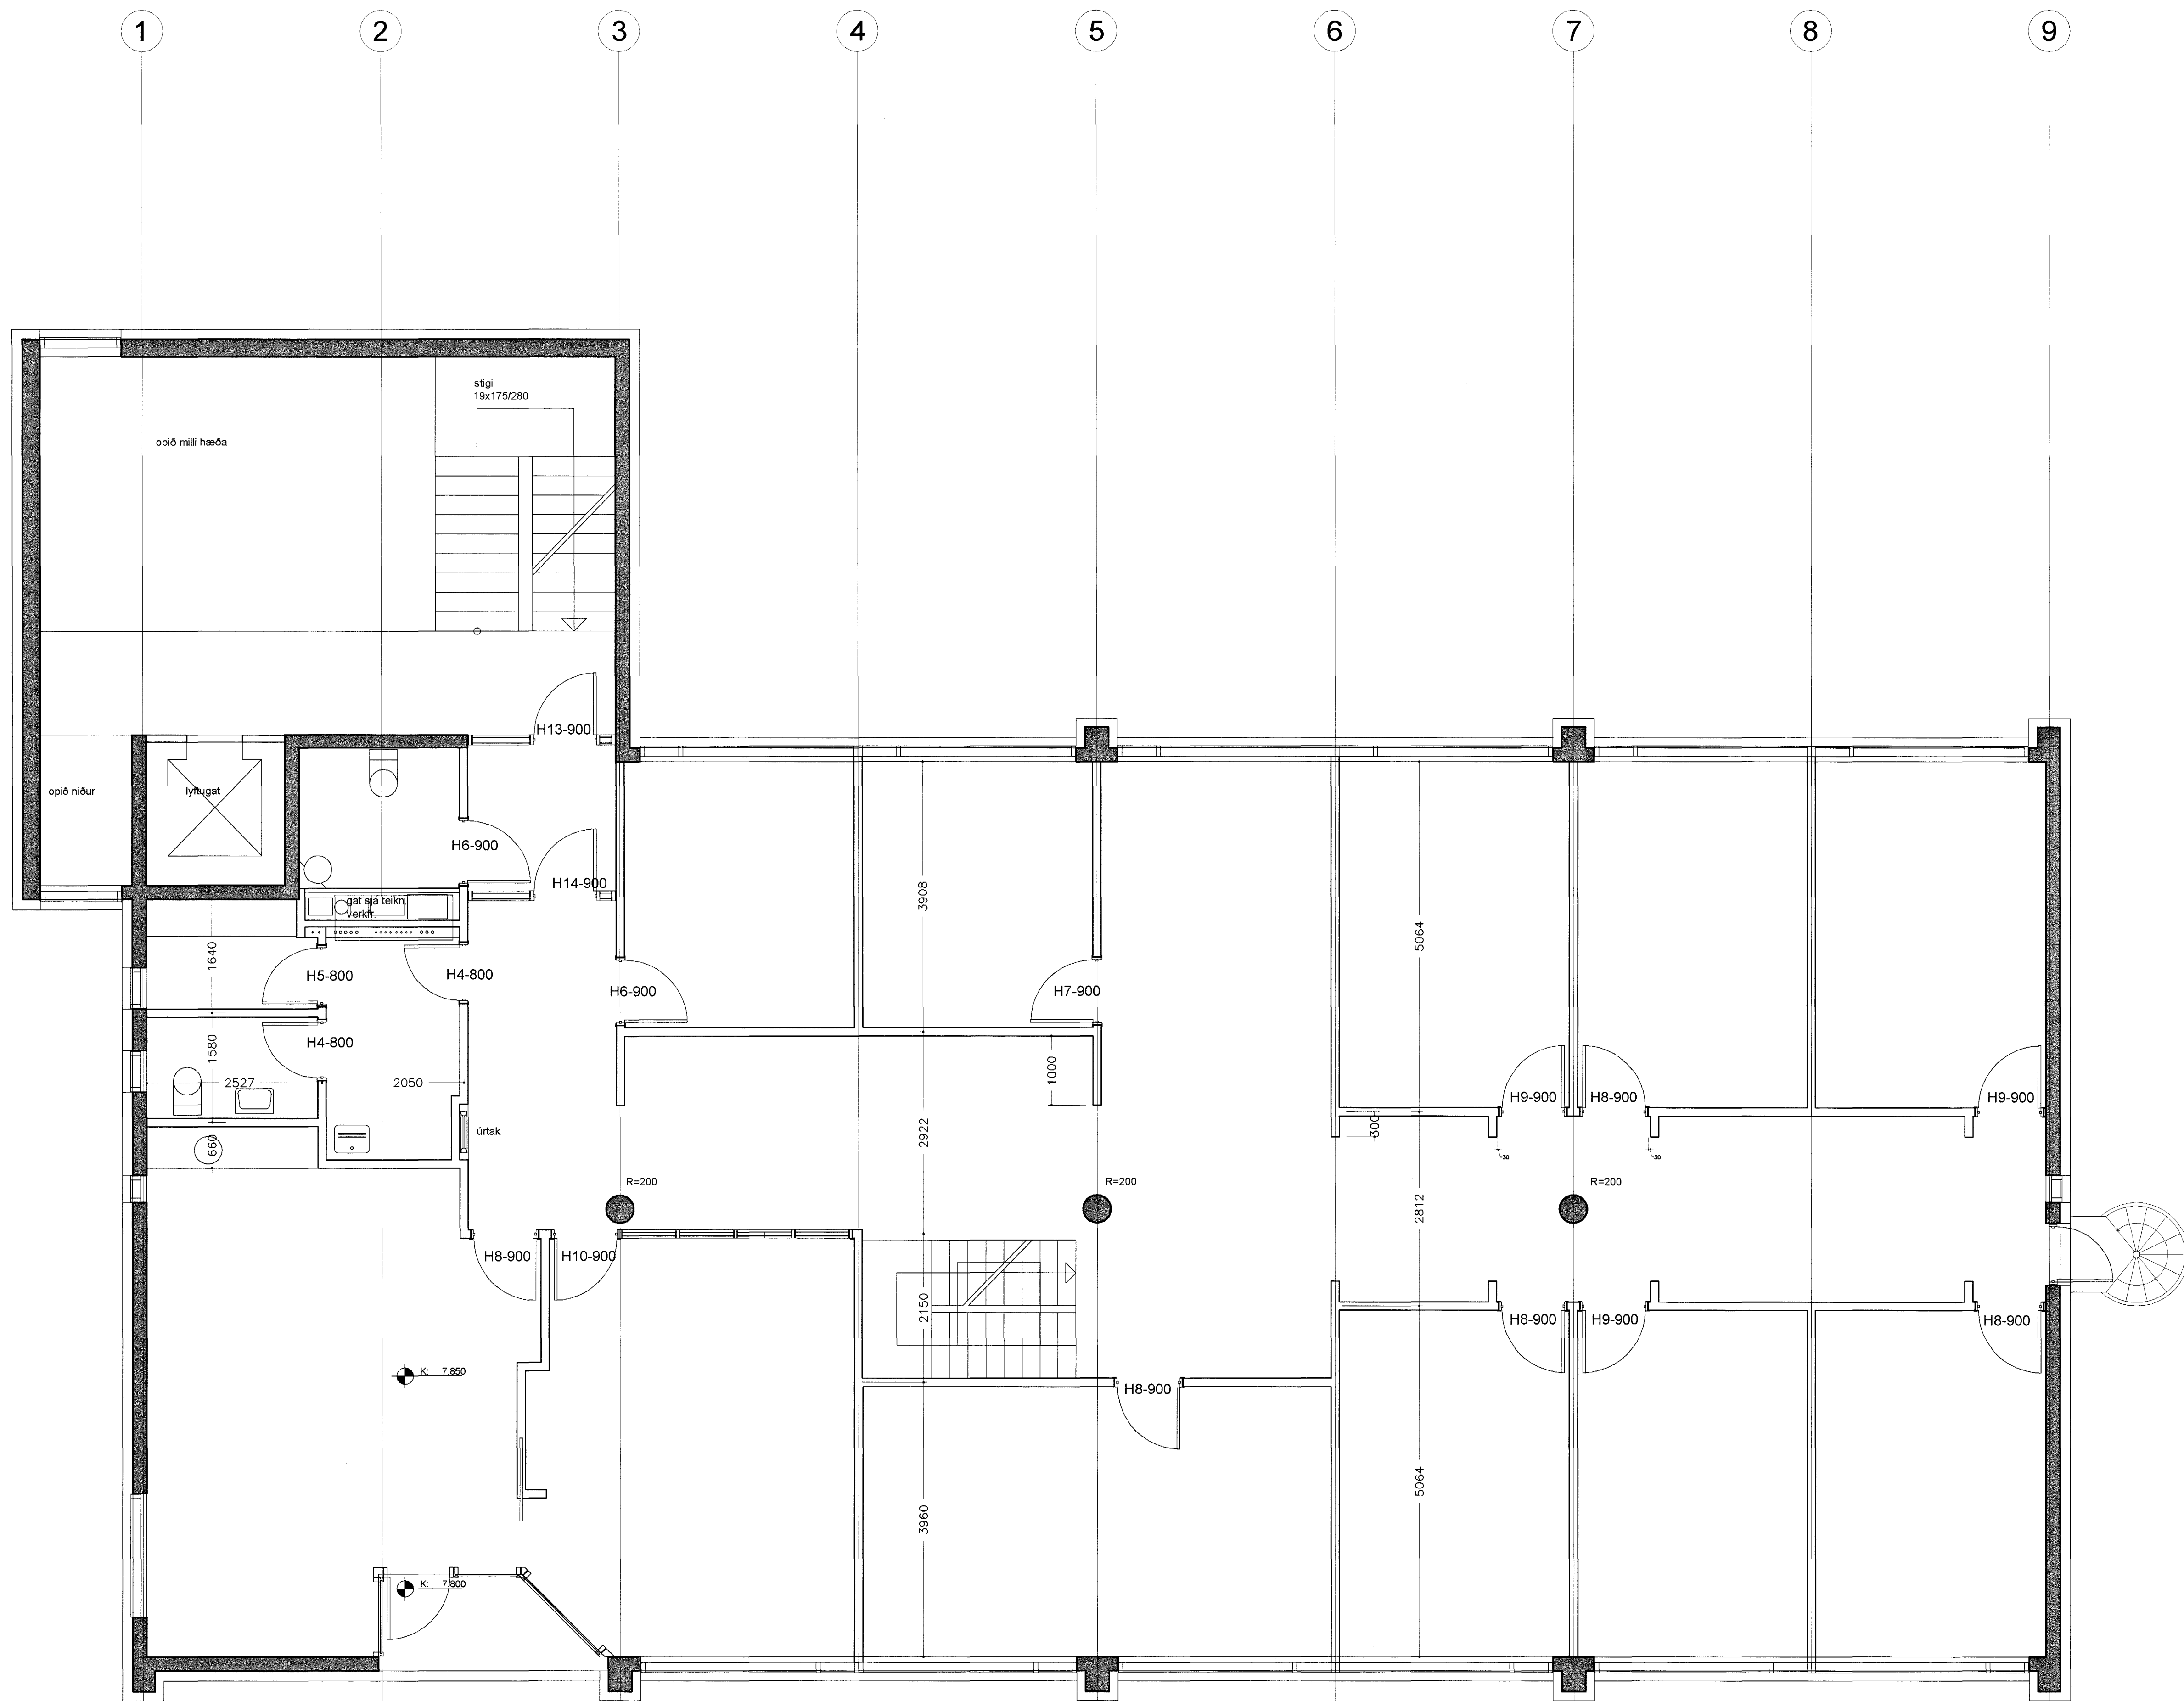 1 2 3 4 5 6 7 8 9
stigi
19x175/280
opið milli hæða
H13-900
opið niður
lyftugat
H6-900
H14-900
gat sjá teikn.
verkfr.
3908
5064
1640
H5-800
H4-800
H6-900
H7-900
1580
H4-800
2527
2050
1000
H9-900
H8-900
H9-900
300
660
úrtak
2922
30
30
R=200
R=200
R=200
2812
H8-900
H10-900
2150
H8-900
H9-900
H8-900
K: 7.850
H8-900
5064
3960
K: 7.800